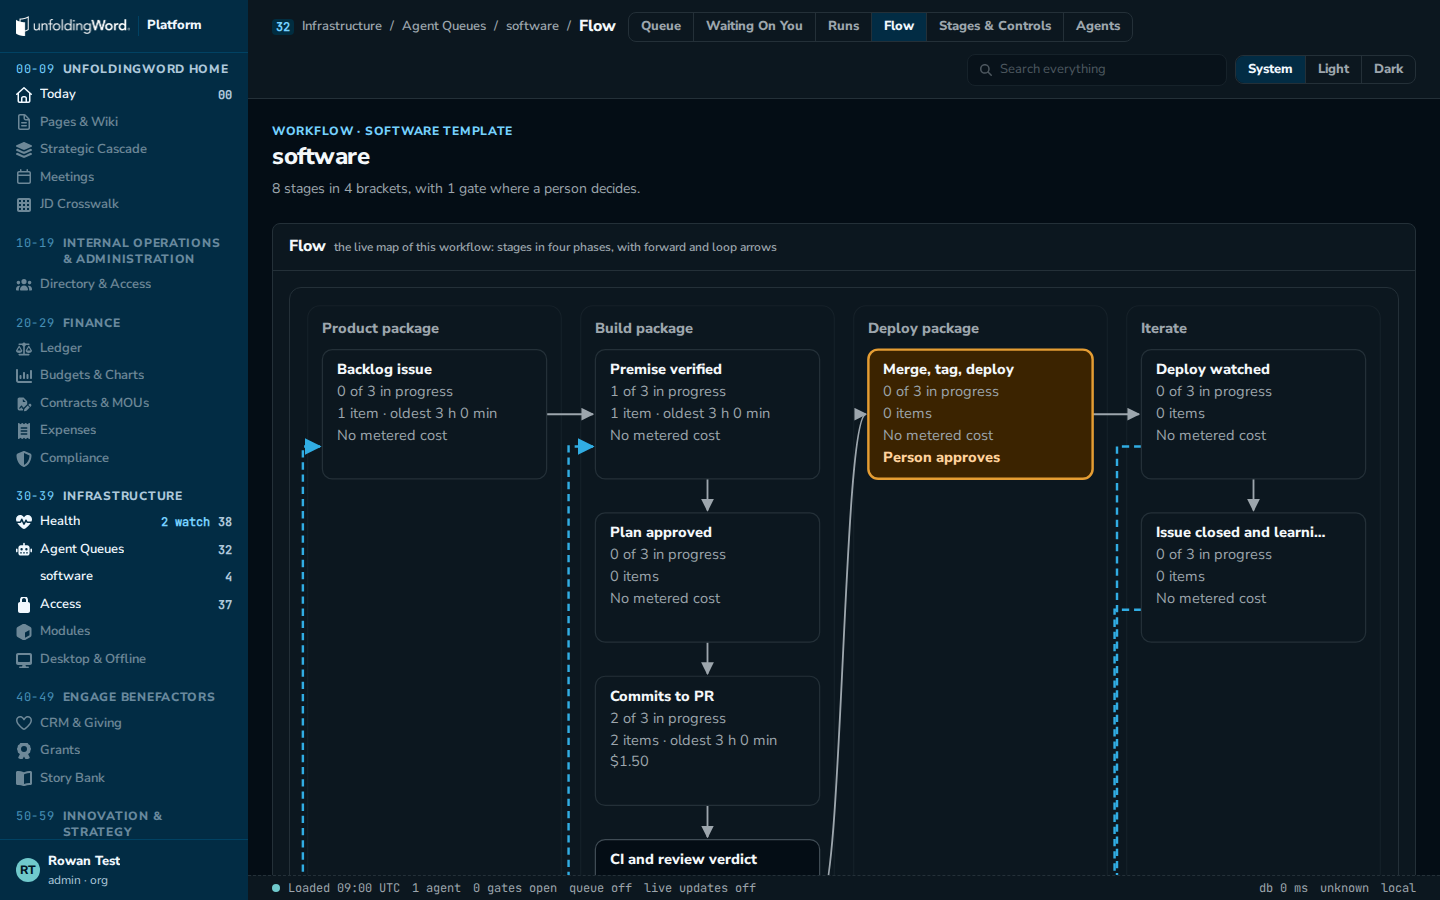 unfoldingWord. Platform
00-09 UNFOLDINGWORD HOME
Today 00
Pages & Wiki
Strategic Cascade
Meetings
JD Crosswalk
10-19 INTERNAL OPERATIONS
& ADMINISTRATION
Directory & Access
20-29 FINANCE
Ledger
Budgets & Charts
Contracts & MOUs
Expenses
Compliance
30-39 INFRASTRUCTURE
Health 2 watch 38
Agent Queues 32
software 4
Access 37
Modules
Desktop & Offline
40-49 ENGAGE BENEFACTORS
CRM & Giving
Grants
Story Bank
50-59 INNOVATION &
STRATEGY
RT Rowan Test
admin · org
32 Infrastructure / Agent Queues / software / Flow
Queue Waiting On You Runs Flow Stages & Controls Agents
Search everything
System Light Dark
WORKFLOW · SOFTWARE TEMPLATE
software
8 stages in 4 brackets, with 1 gate where a person decides.
Flow the live map of this workflow: stages in four phases, with forward and loop arrows
Product package
Backlog issue
0 of 3 in progress
1 item · oldest 3 h 0 min
No metered cost
Build package
Premise verified
1 of 3 in progress
1 item · oldest 3 h 0 min
No metered cost
Plan approved
0 of 3 in progress
0 items
No metered cost
Commits to PR
2 of 3 in progress
2 items · oldest 3 h 0 min
$1.50
CI and review verdict
Deploy package
Merge, tag, deploy
0 of 3 in progress
0 items
No metered cost
Person approves
Iterate
Deploy watched
0 of 3 in progress
0 items
No metered cost
Issue closed and learni...
0 of 3 in progress
0 items
No metered cost
Loaded 09:00 UTC 1 agent 0 gates open queue off live updates off
db 0 ms unknown local